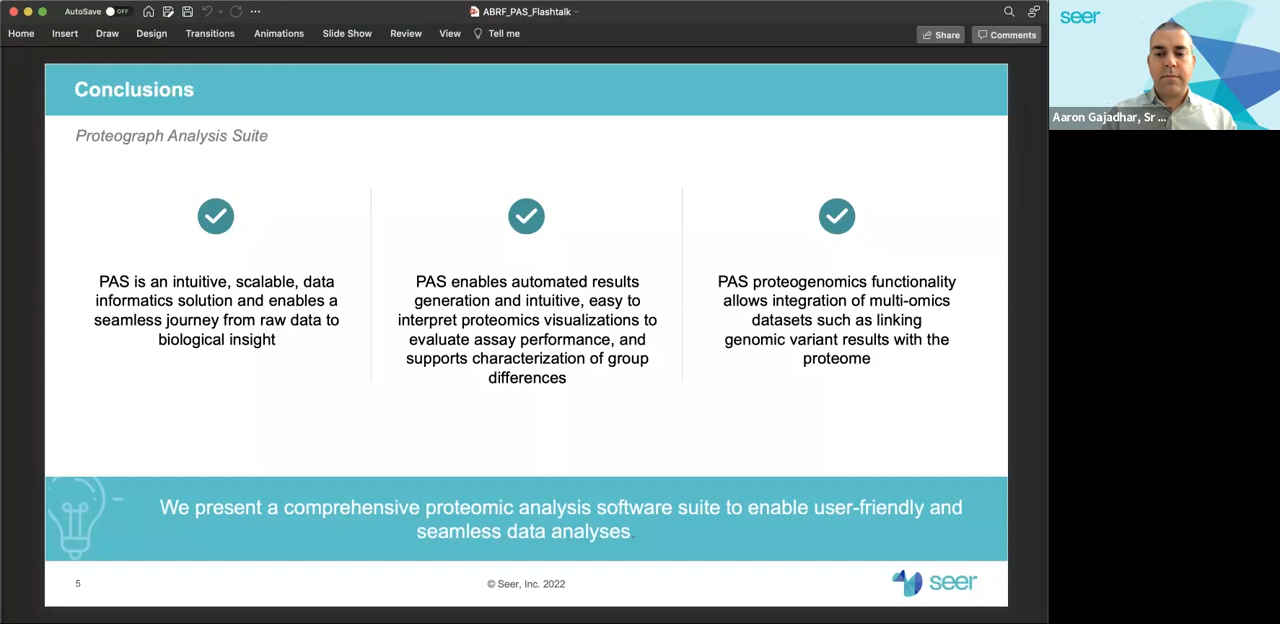 AutoSave OFF
ABRF_PAS_Flashtalk
Home Insert Draw Design Transitions Animations Slide Show Review View Tell me
Share Comments
seer
Aaron Gajadhar, Sr ...
Conclusions
Proteograph Analysis Suite
PAS is an intuitive, scalable, data
informatics solution and enables a
seamless journey from raw data to
biological insight
PAS enables automated results
generation and intuitive, easy to
interpret proteomics visualizations to
evaluate assay performance, and
supports characterization of group
differences
PAS proteogenomics functionality
allows integration of multi-omics
datasets such as linking
genomic variant results with the
proteome
We present a comprehensive proteomic analysis software suite to enable user-friendly and
seamless data analyses.
5
© Seer, Inc. 2022
seer